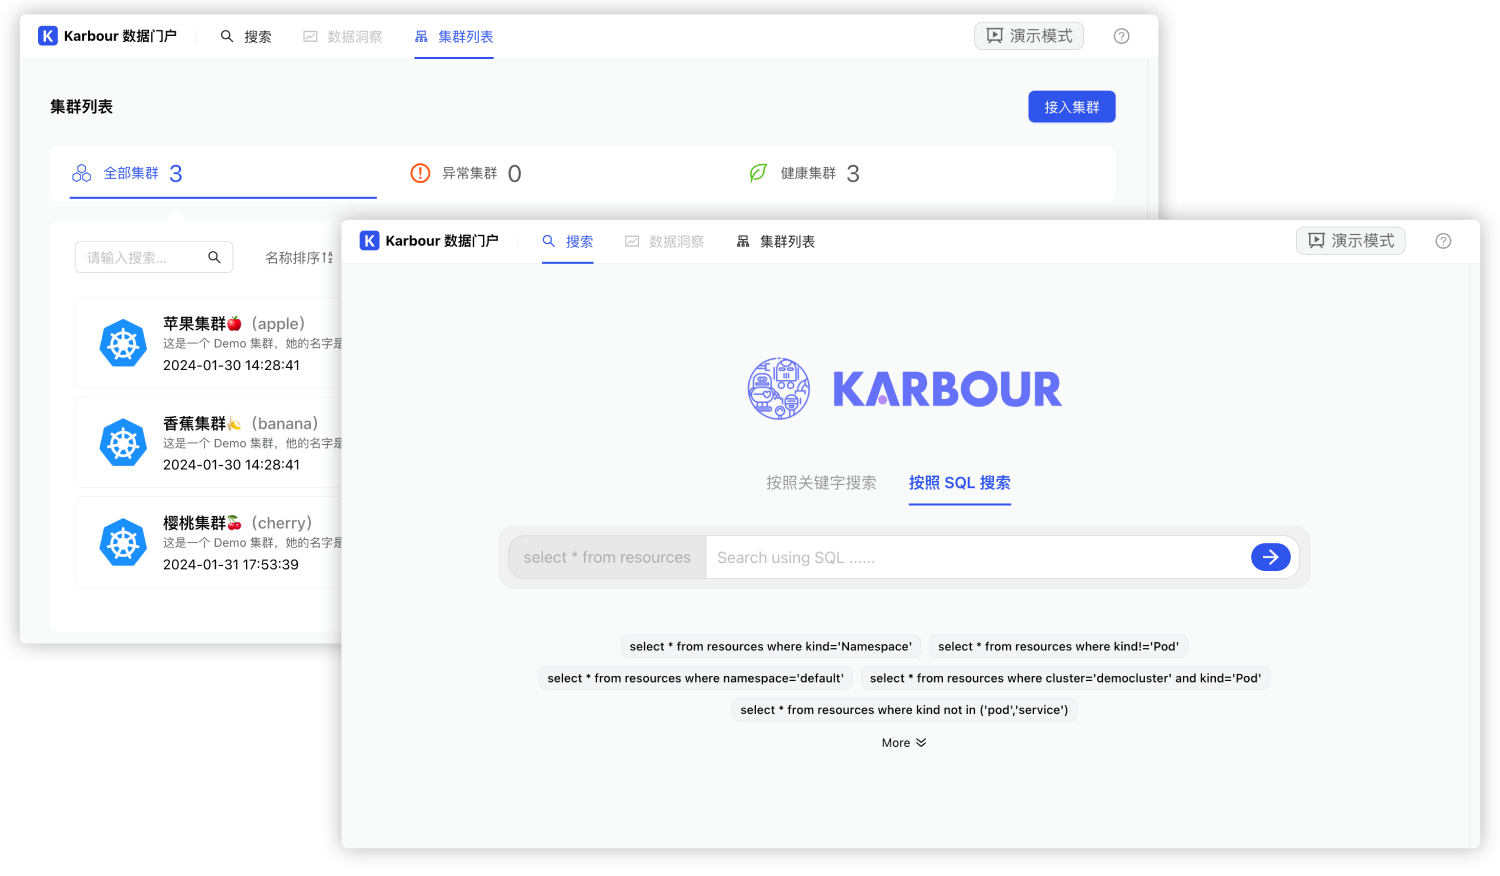 Karbour 数据门户 搜索 数据洞察 集群列表 演示模式
集群列表 接入集群
全部集群 3 异常集群 0 健康集群 3
请输入搜索... 名称排序
苹果集群🍎（apple）
这是一个 Demo 集群，她的名字是
2024-01-30 14:28:41
香蕉集群🍌（banana）
这是一个 Demo 集群，他的名字是
2024-01-30 14:28:41
樱桃集群🍒（cherry）
这是一个 Demo 集群，她的名字是
2024-01-31 17:53:39
Karbour 数据门户 搜索 数据洞察 集群列表 演示模式
KARBOUR
按照关键字搜索 按照 SQL 搜索
select * from resources Search using SQL ......
select * from resources where kind='Namespace' select * from resources where kind!='Pod'
select * from resources where namespace='default' select * from resources where cluster='democluster' and kind='Pod'
select * from resources where kind not in ('pod','service')
More